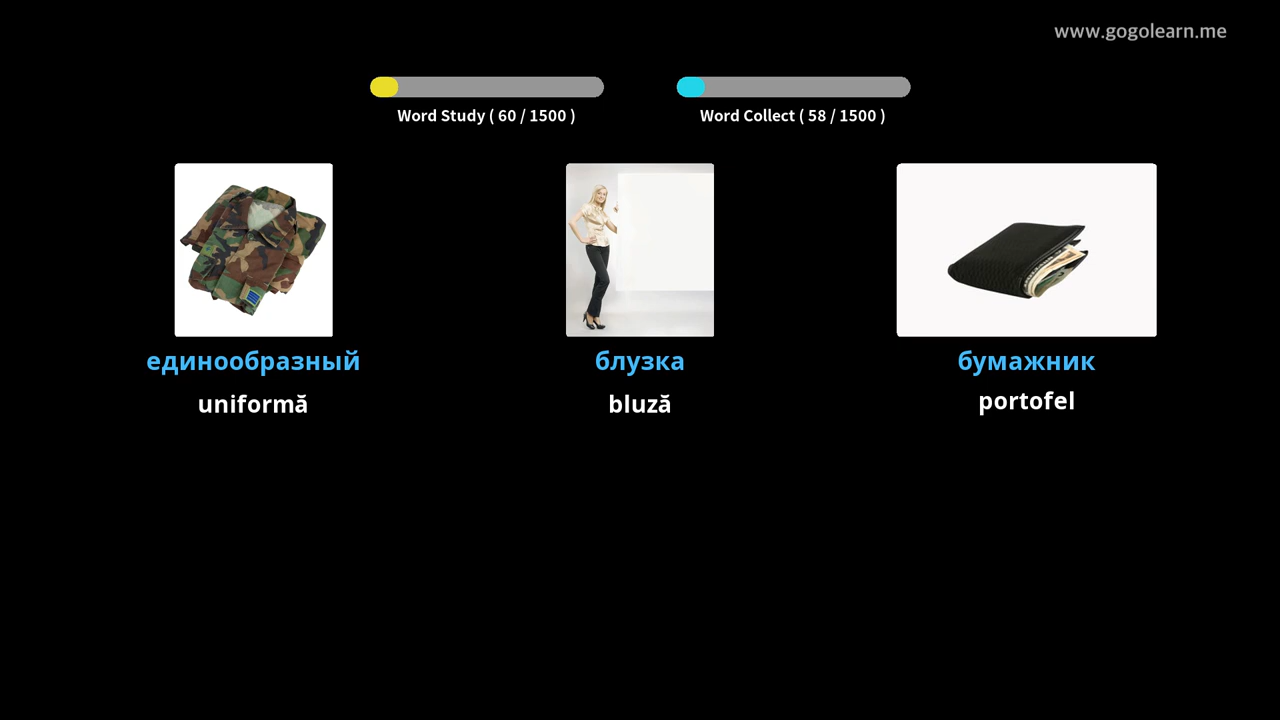 www.gogolearn.me
Word Study ( 60 / 1500 )
Word Collect ( 58 / 1500 )
единообразный
блузка
бумажник
uniformă
bluză
portofel